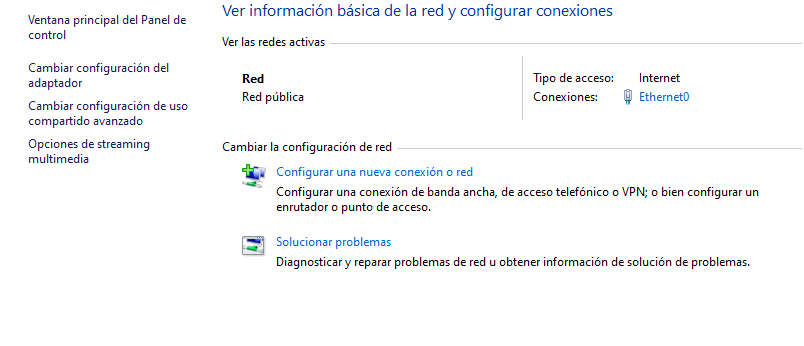 Ventana principal del Panel de
control
Cambiar configuración del
adaptador
Cambiar configuración de uso
compartido avanzado
Opciones de streaming
multimedia
Ver información básica de la red y configurar conexiones
Ver las redes activas
Red
Red pública
Tipo de acceso: Internet
Conexiones: Ethernet0
Cambiar la configuración de red
Configurar una nueva conexión o red
Configurar una conexión de banda ancha, de acceso telefónico o VPN; o bien configurar un
enrutador o punto de acceso.
Solucionar problemas
Diagnosticar y reparar problemas de red u obtener información de solución de problemas.